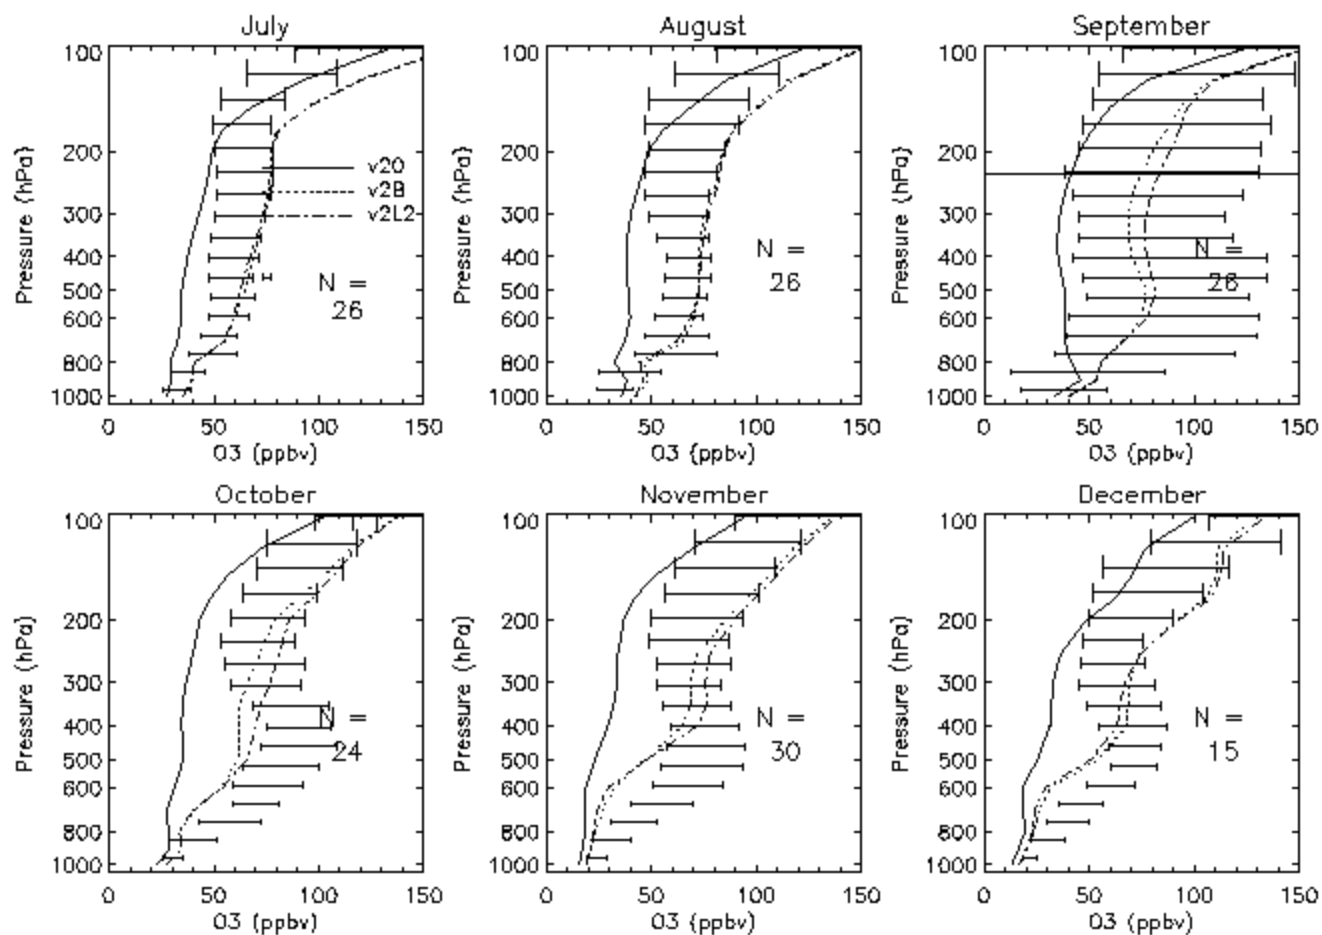 July
August
September
100
200
300
400
500
600
800
1000
Pressure (hPa)
v20
v2B
v2L2
N =
26
0 50 100 150
O3 (ppbv)
100
200
300
400
500
600
800
1000
Pressure (hPa)
N =
26
0 50 100 150
O3 (ppbv)
100
200
300
400
500
600
800
1000
Pressure (hPa)
N =
26
0 50 100 150
O3 (ppbv)
October
November
December
100
200
300
400
500
600
800
1000
Pressure (hPa)
N =
24
0 50 100 150
O3 (ppbv)
100
200
300
400
500
600
800
1000
Pressure (hPa)
N =
30
0 50 100 150
O3 (ppbv)
100
200
300
400
500
600
800
1000
Pressure (hPa)
N =
15
0 50 100 150
O3 (ppbv)